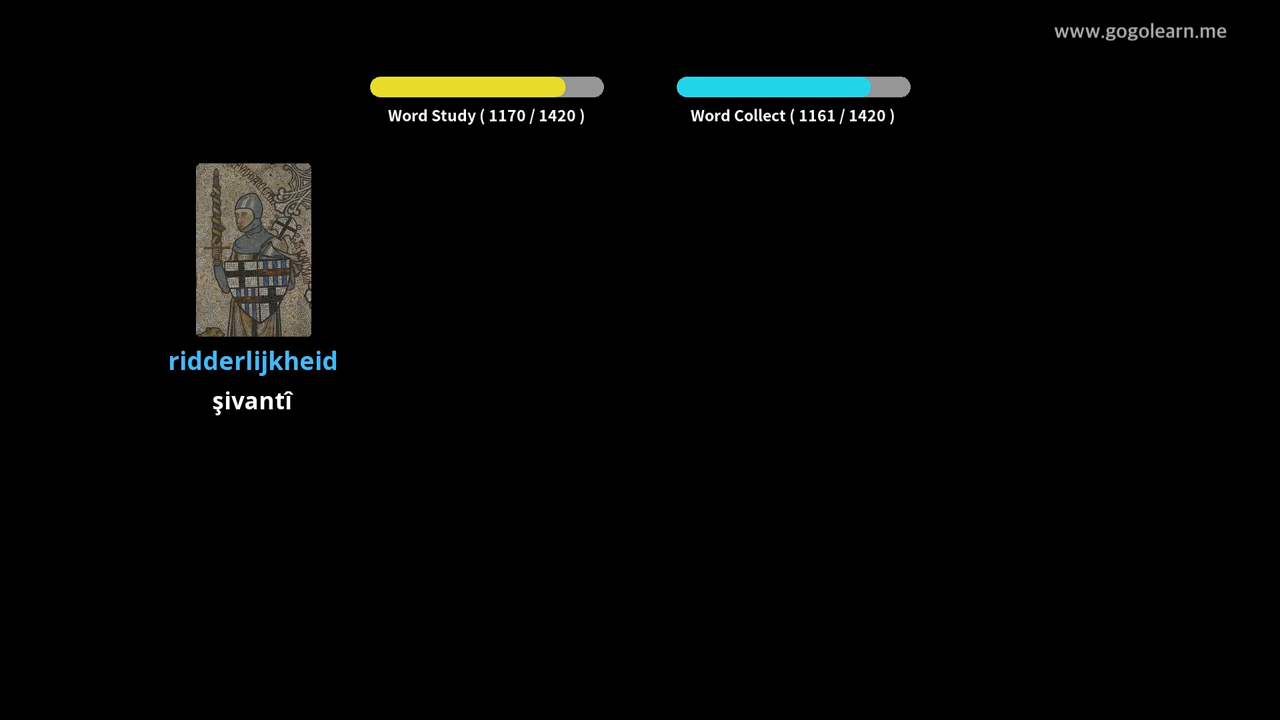 www.gogolearn.me
Word Study ( 1170 / 1420 )
Word Collect ( 1161 / 1420 )
ridderlijkheid
şivantî